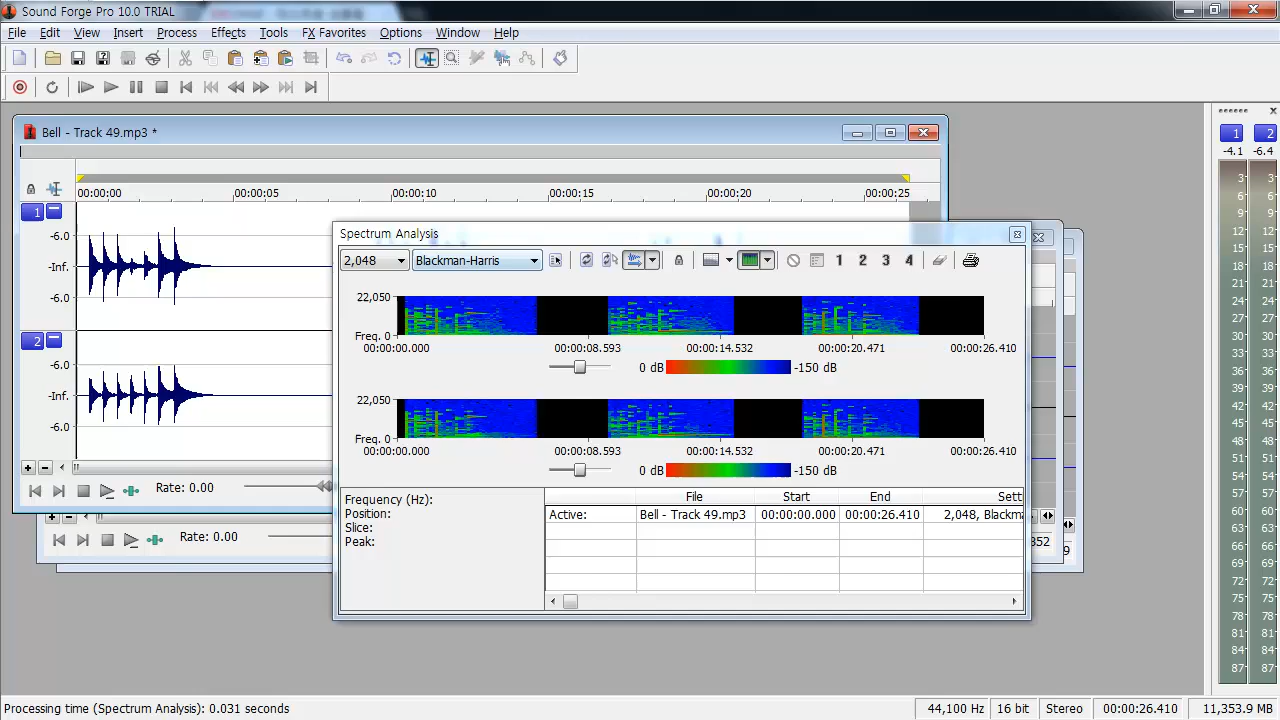 Sound Forge Pro 10.0 TRIAL
File Edit View Insert Process Effects Tools FX Favorites Options Window Help
Bell - Track 49.mp3 *
1 2
-4.1 -6.4
00:00:00 00:00:05 00:00:10 00:00:15 00:00:20 00:00:25
1
-6.0
-Inf.
-6.0
2
-6.0
-Inf.
-6.0
Rate: 0.00
Rate: 0.00
Spectrum Analysis
2,048 Blackman-Harris 1 2 3 4
22,050
Freq. 0
00:00:00.000 00:00:08.593 00:00:14.532 00:00:20.471 00:00:26.410
0 dB -150 dB
22,050
Freq. 0
00:00:00.000 00:00:08.593 00:00:14.532 00:00:20.471 00:00:26.410
0 dB -150 dB
Frequency (Hz):
Position:
Slice:
Peak:
File Start End Setti
Active: Bell - Track 49.mp3 00:00:00.000 00:00:26.410 2,048, Blackma
352
9
3
6
9
12
15
18
21
24
27
30
33
36
39
42
45
48
51
54
57
60
63
66
69
72
75
78
81
84
87
Processing time (Spectrum Analysis): 0.031 seconds
44,100 Hz 16 bit Stereo 00:00:26.410 11,353.9 MB